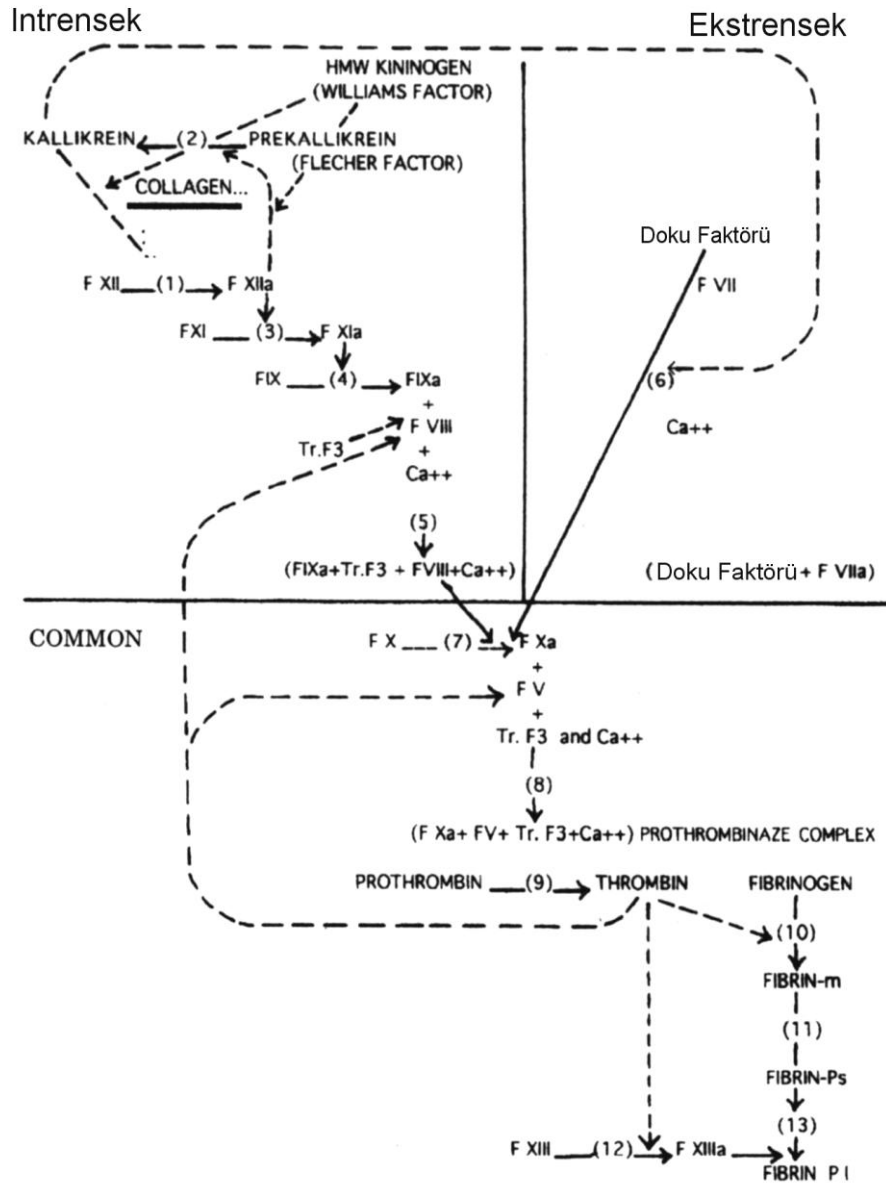 Intrensek
Ekstrensek
HMW KININOGEN
(WILLIAMS FACTOR)
KALLIKREIN (2) PREKALLIKREIN
(FLECHER FACTOR)
COLLAGEN...
Doku Faktörü
F VII
F XII (1) F XIIa
FXI (3) F XIa
FIX (4) FIXa
(6)
+
F VIII
Ca++
Tr.F3
+
Ca++
(5)
(FIXa+Tr.F3 + FVIII+Ca++)
(Doku Faktörü + F VIIa)
COMMON
F X (7) F Xa
+
F V
+
Tr. F3 and Ca++
(8)
(F Xa+ FV+ Tr. F3+Ca++) PROTHROMBINAZE COMPLEX
PROTHROMBIN (9) THROMBIN FIBRINOGEN
(10)
FIBRIN-m
(11)
FIBRIN-Ps
(13)
F XIII (12) F XIIIa
FIBRIN P I